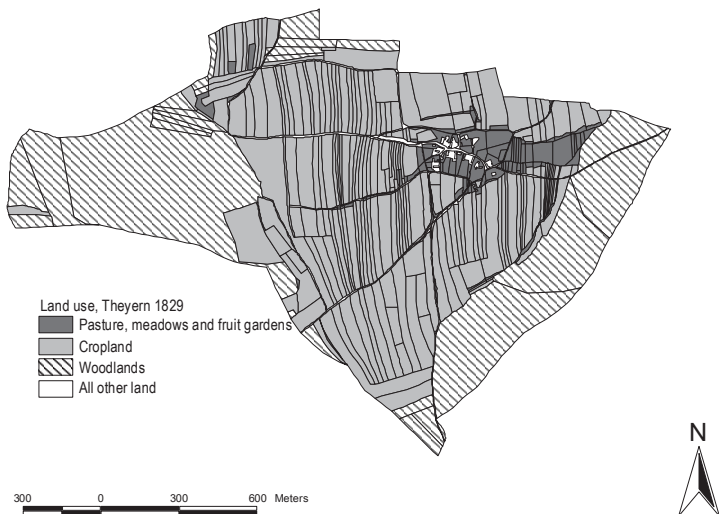 Land use, Theyern 1829
Pasture, meadows and fruit gardens
Cropland
Woodlands
All other land
N
300 0 300 600 Meters